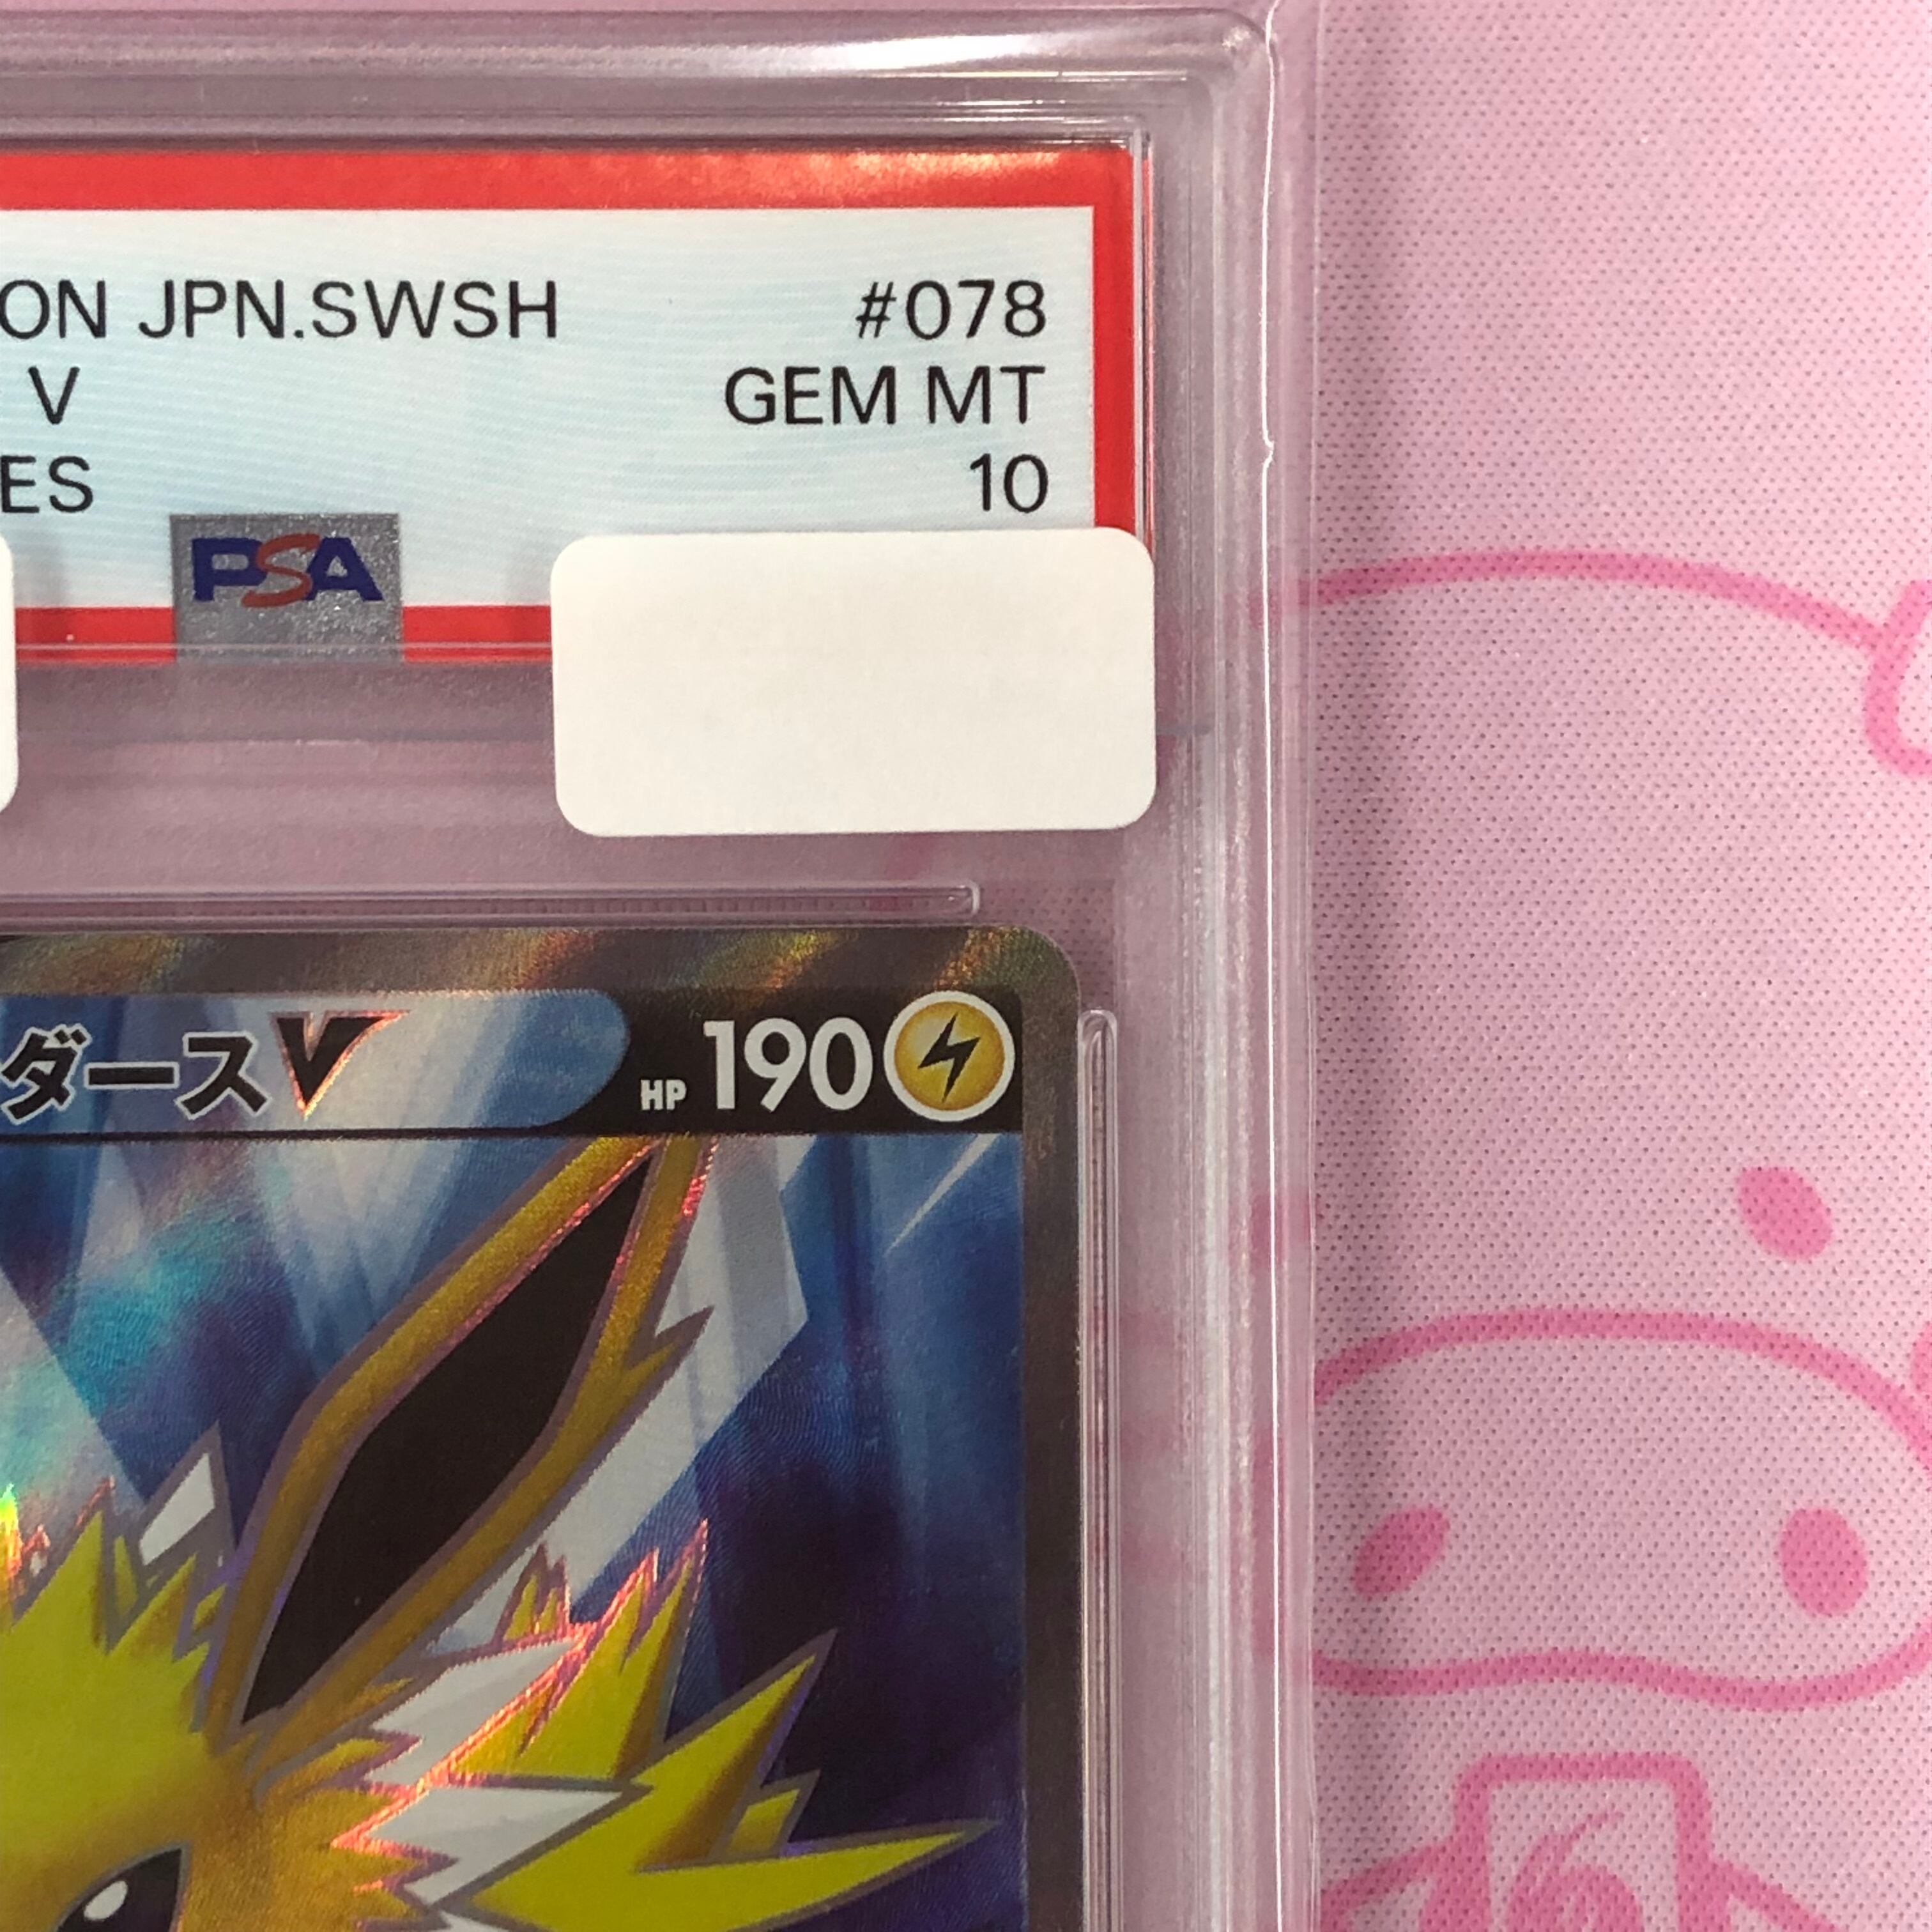 ON JPN.SWSH #078
V GEM MT
ES 10
PSA
ダースV HP 190